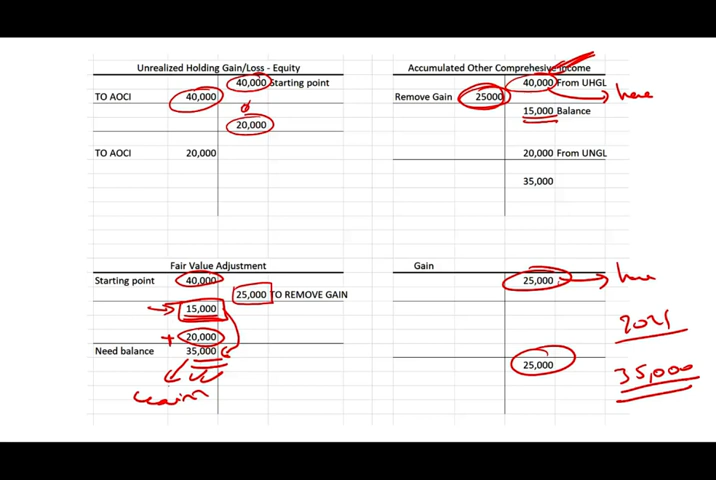 Unrealized Holding Gain/Loss - Equity
40,000 Starting point
TO AOCI 40,000
0
20,000
TO AOCI 20,000
Accumulated Other Comprehesive Income
40,000 From UHGL
Remove Gain 25000 here
15,000 Balance
20,000 From UNGL
35,000
Fair Value Adjustment
Starting point 40,000
25,000 TO REMOVE GAIN
15,000
+ 20,000
Need balance 35,000
Gain
25,000 here
2021
25,000
35,000